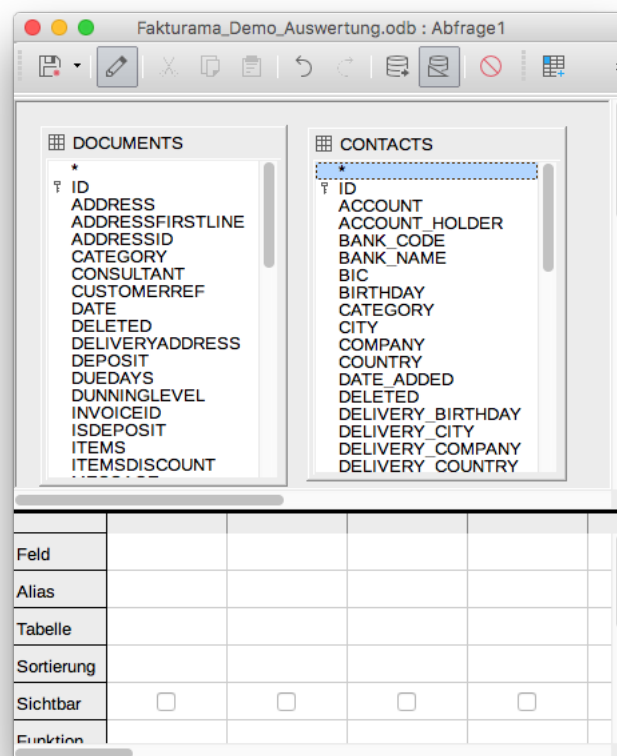 Fakturama_Demo_Auswertung.odb : Abfrage1
DOCUMENTS
*
ID
ADDRESS
ADDRESSFIRSTLINE
ADDRESSID
CATEGORY
CONSULTANT
CUSTOMERREF
DATE
DELETED
DELIVERYADDRESS
DEPOSIT
DUEDAYS
DUNNINGLEVEL
INVOICEID
ISDEPOSIT
ITEMS
ITEMSDISCOUNT
CONTACTS
*
ID
ACCOUNT
ACCOUNT_HOLDER
BANK_CODE
BANK_NAME
BIC
BIRTHDAY
CATEGORY
CITY
COMPANY
COUNTRY
DATE_ADDED
DELETED
DELIVERY_BIRTHDAY
DELIVERY_CITY
DELIVERY_COMPANY
DELIVERY_COUNTRY
Feld
Alias
Tabelle
Sortierung
Sichtbar
Funktion